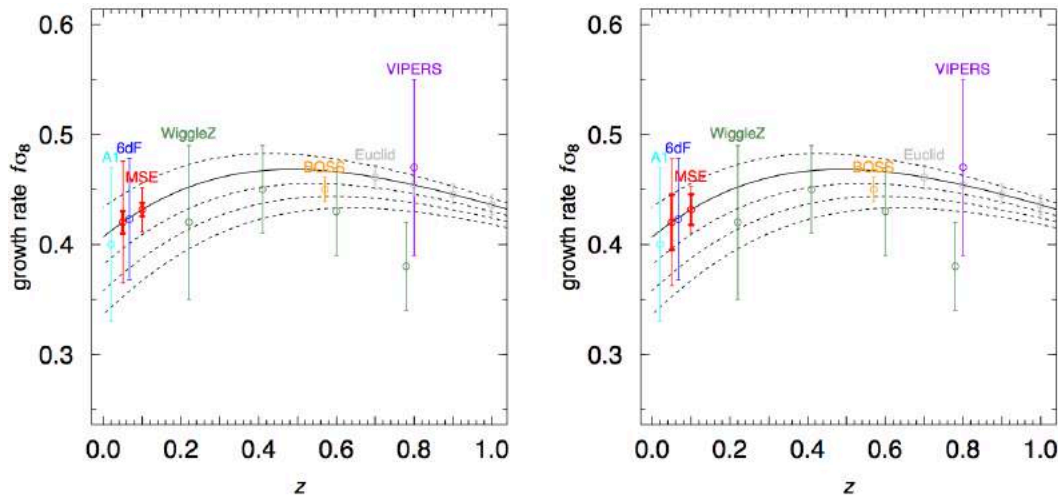 0.6
0.5
0.4
0.3
growth rate fσ8
VIPERS
WiggleZ
6dF
A1
MSE
BOSS
Euclid
0.0 0.2 0.4 0.6 0.8 1.0
z
0.6
0.5
0.4
0.3
growth rate fσ8
VIPERS
WiggleZ
6dF
A1
MSE
BOSS
Euclid
0.0 0.2 0.4 0.6 0.8 1.0
z